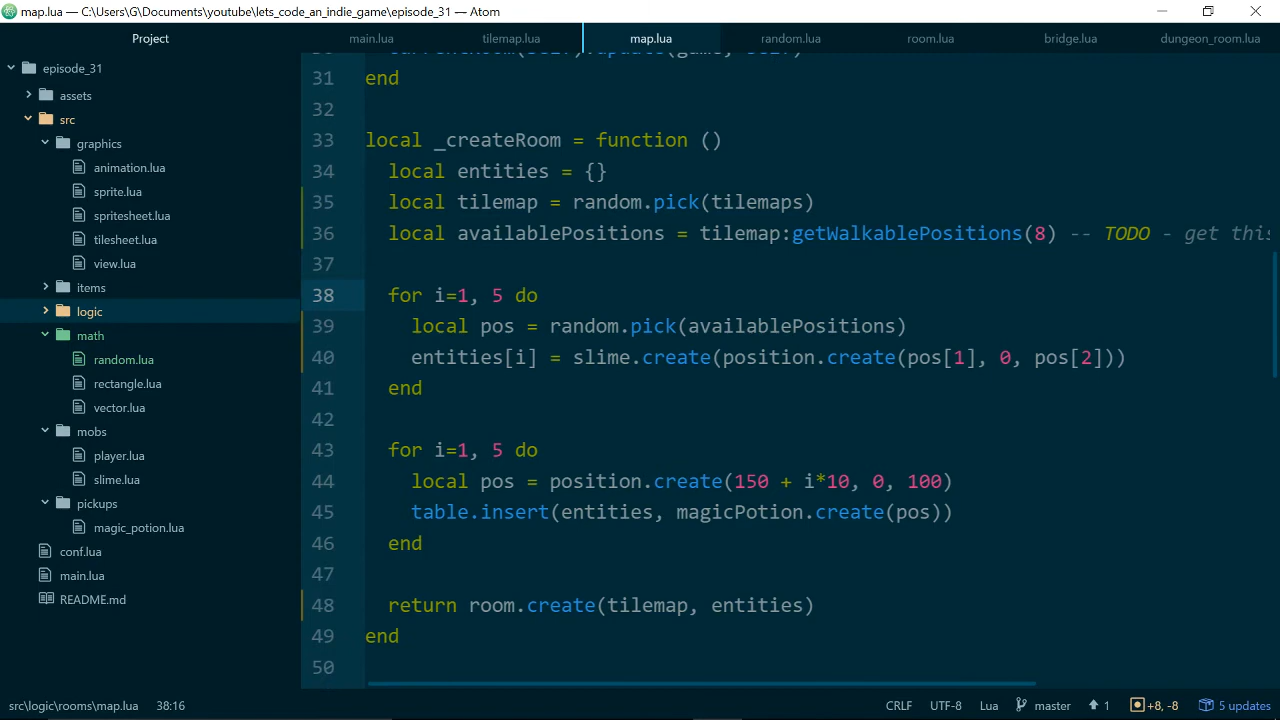 map.lua — C:\Users\G\Documents\youtube\lets_code_an_indie_game\episode_31 — Atom
Project
main.lua
tilemap.lua
map.lua
random.lua
room.lua
bridge.lua
dungeon_room.lua
episode_31
assets
src
graphics
animation.lua
sprite.lua
spritesheet.lua
tilesheet.lua
view.lua
items
logic
math
random.lua
rectangle.lua
vector.lua
mobs
player.lua
slime.lua
pickups
magic_potion.lua
conf.lua
main.lua
README.md
31 end
32
33 local _createRoom = function ()
34 local entities = {}
35 local tilemap = random.pick(tilemaps)
36 local availablePositions = tilemap:getWalkablePositions(8) -- TODO - get this
37
38 for i=1, 5 do
39 local pos = random.pick(availablePositions)
40 entities[i] = slime.create(position.create(pos[1], 0, pos[2]))
41 end
42
43 for i=1, 5 do
44 local pos = position.create(150 + i*10, 0, 100)
45 table.insert(entities, magicPotion.create(pos))
46 end
47
48 return room.create(tilemap, entities)
49 end
50
src\logic\rooms\map.lua 38:16 CRLF UTF-8 Lua master 1 +8, -8 5 updates